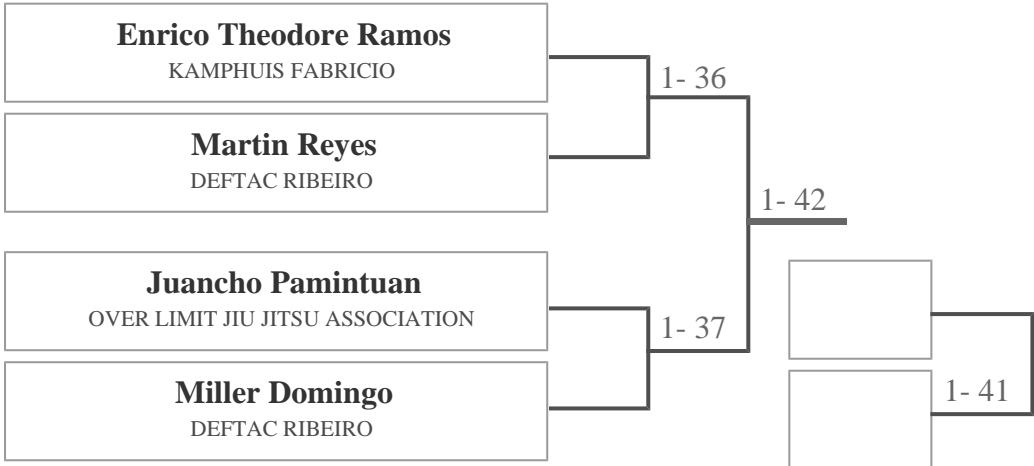 Enrico Theodore Ramos
KAMPHUIS FABRICIO
1- 36
Martin Reyes
DEFTAC RIBEIRO
1- 42
Juancho Pamintuan
OVER LIMIT JIU JITSU ASSOCIATION
1- 37
Miller Domingo
DEFTAC RIBEIRO
1- 41